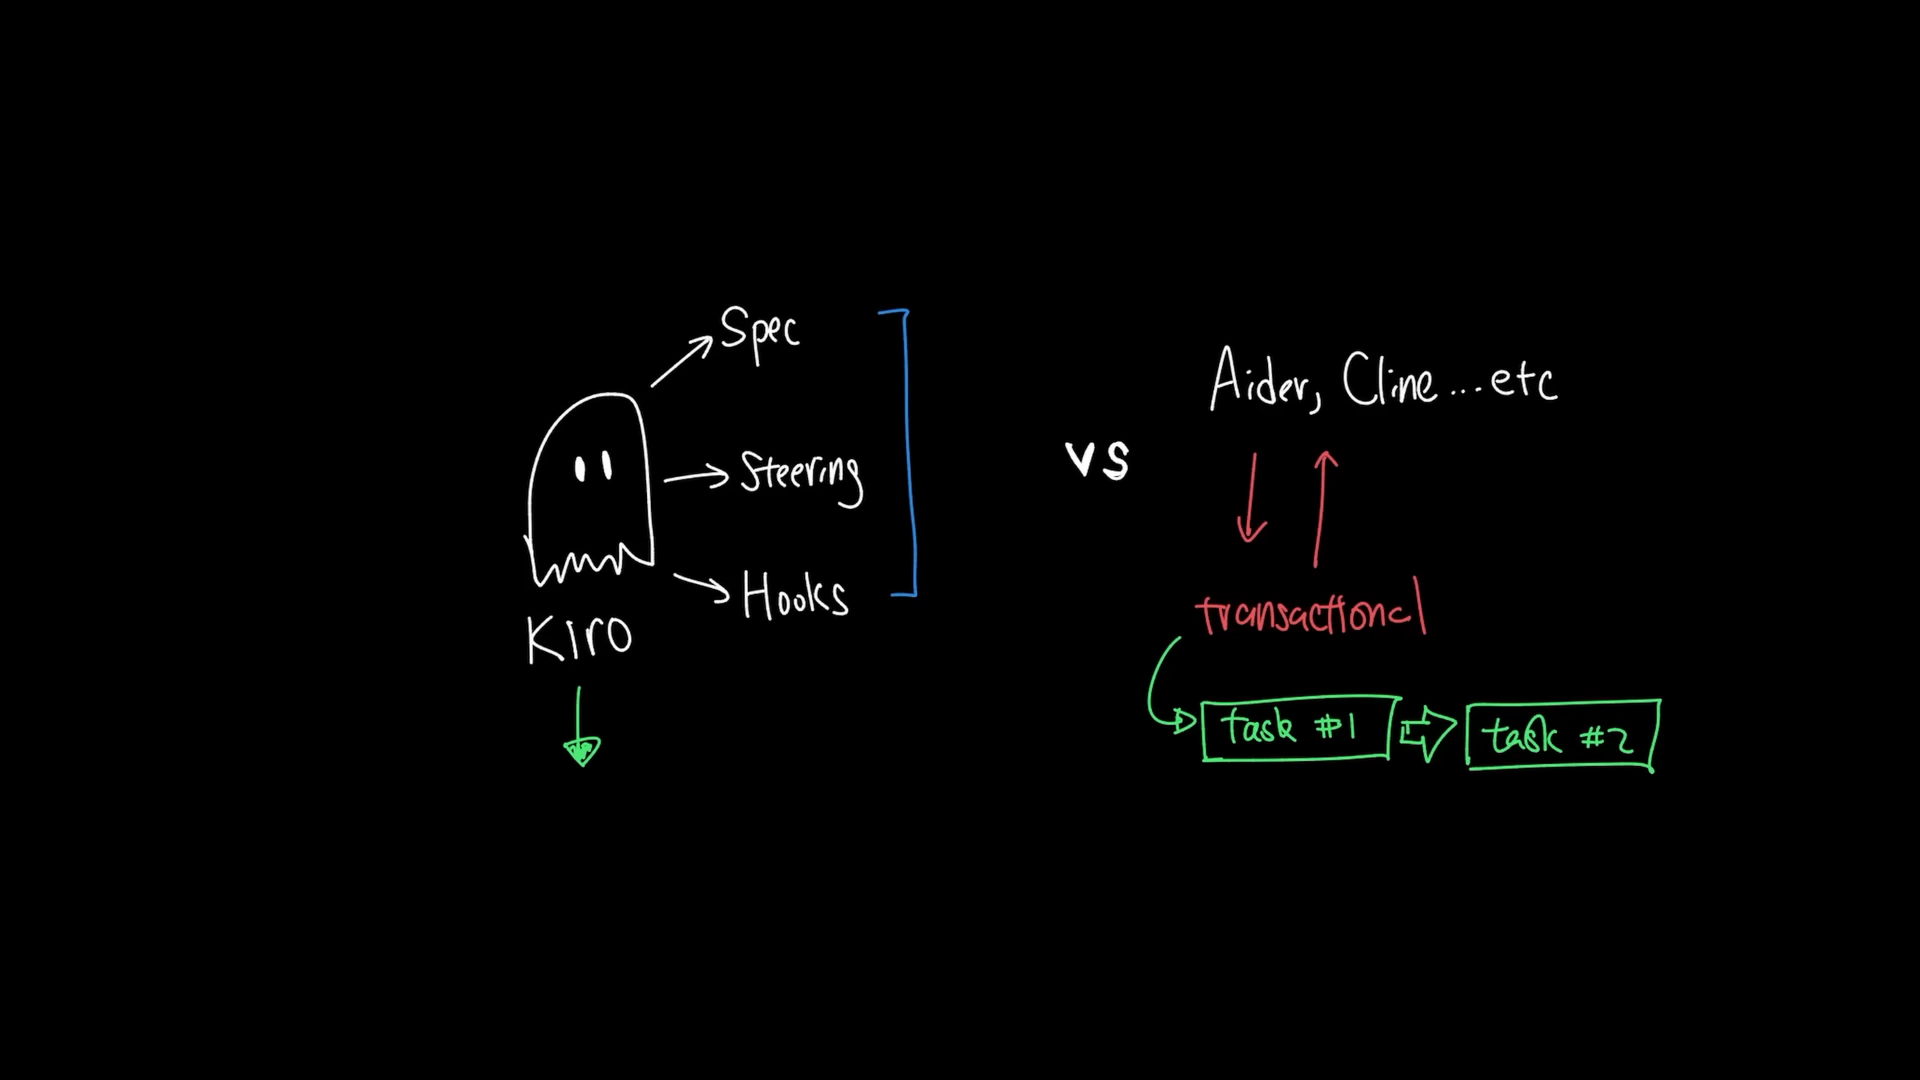 Spec
Steering
Hooks
Kiro
vs
Aider, Cline...etc
transactional
task #1
task #2